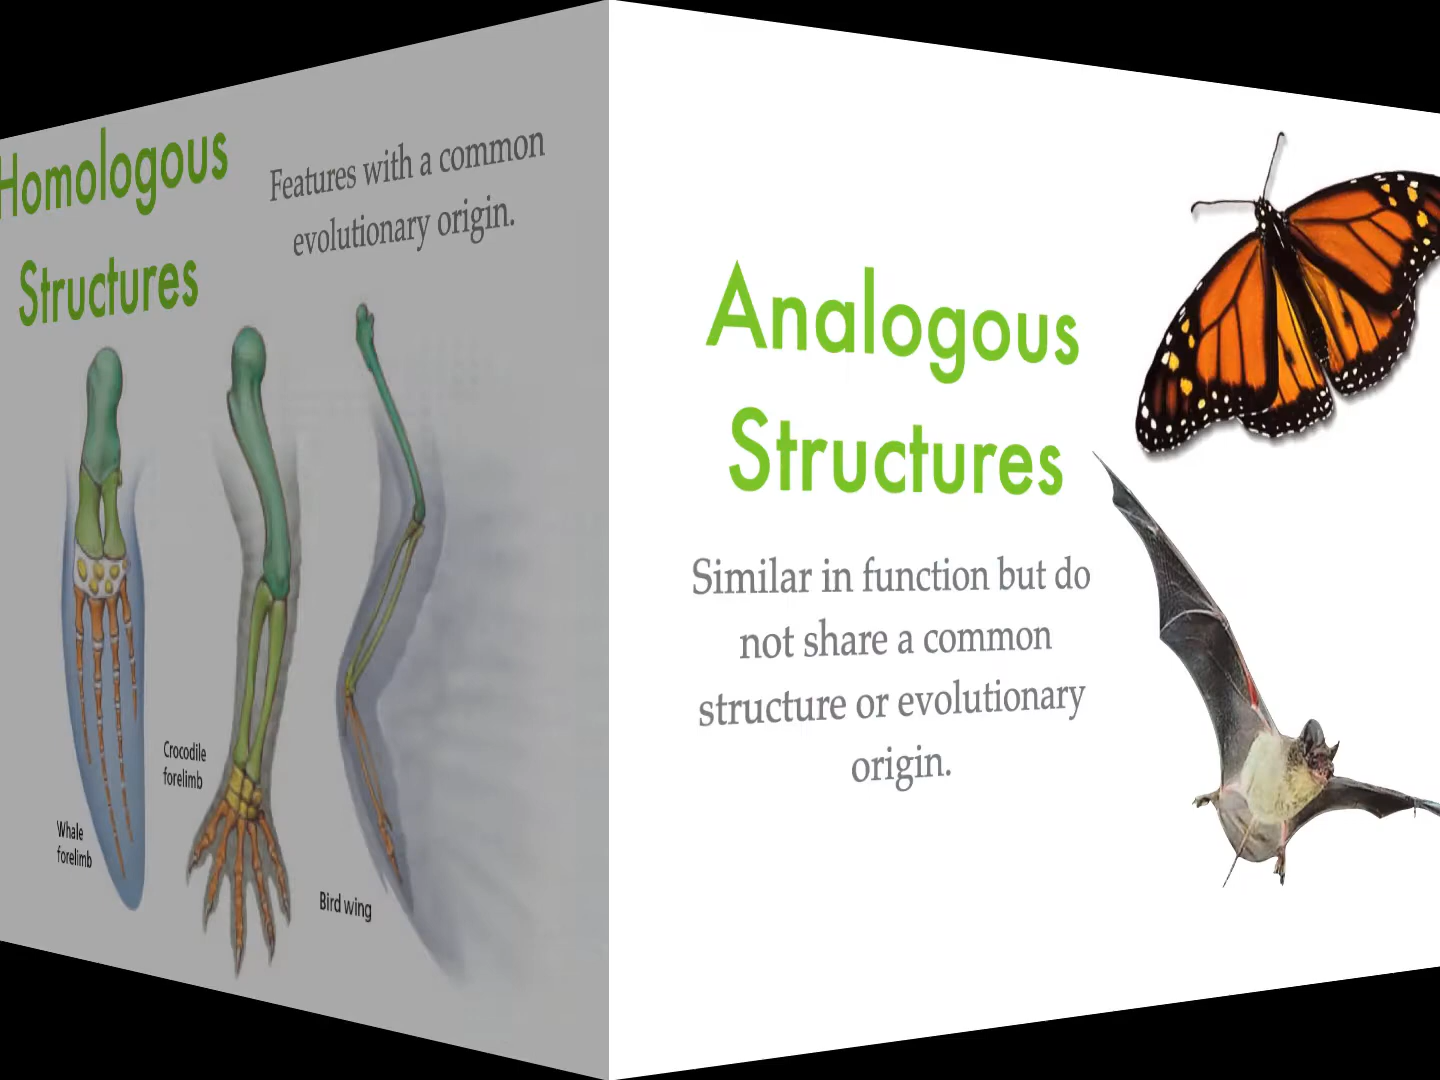 Homologous
Structures
Features with a common
evolutionary origin.
Whale
forelimb
Crocodile
forelimb
Bird wing
Analogous
Structures
Similar in function but do
not share a common
structure or evolutionary
origin.